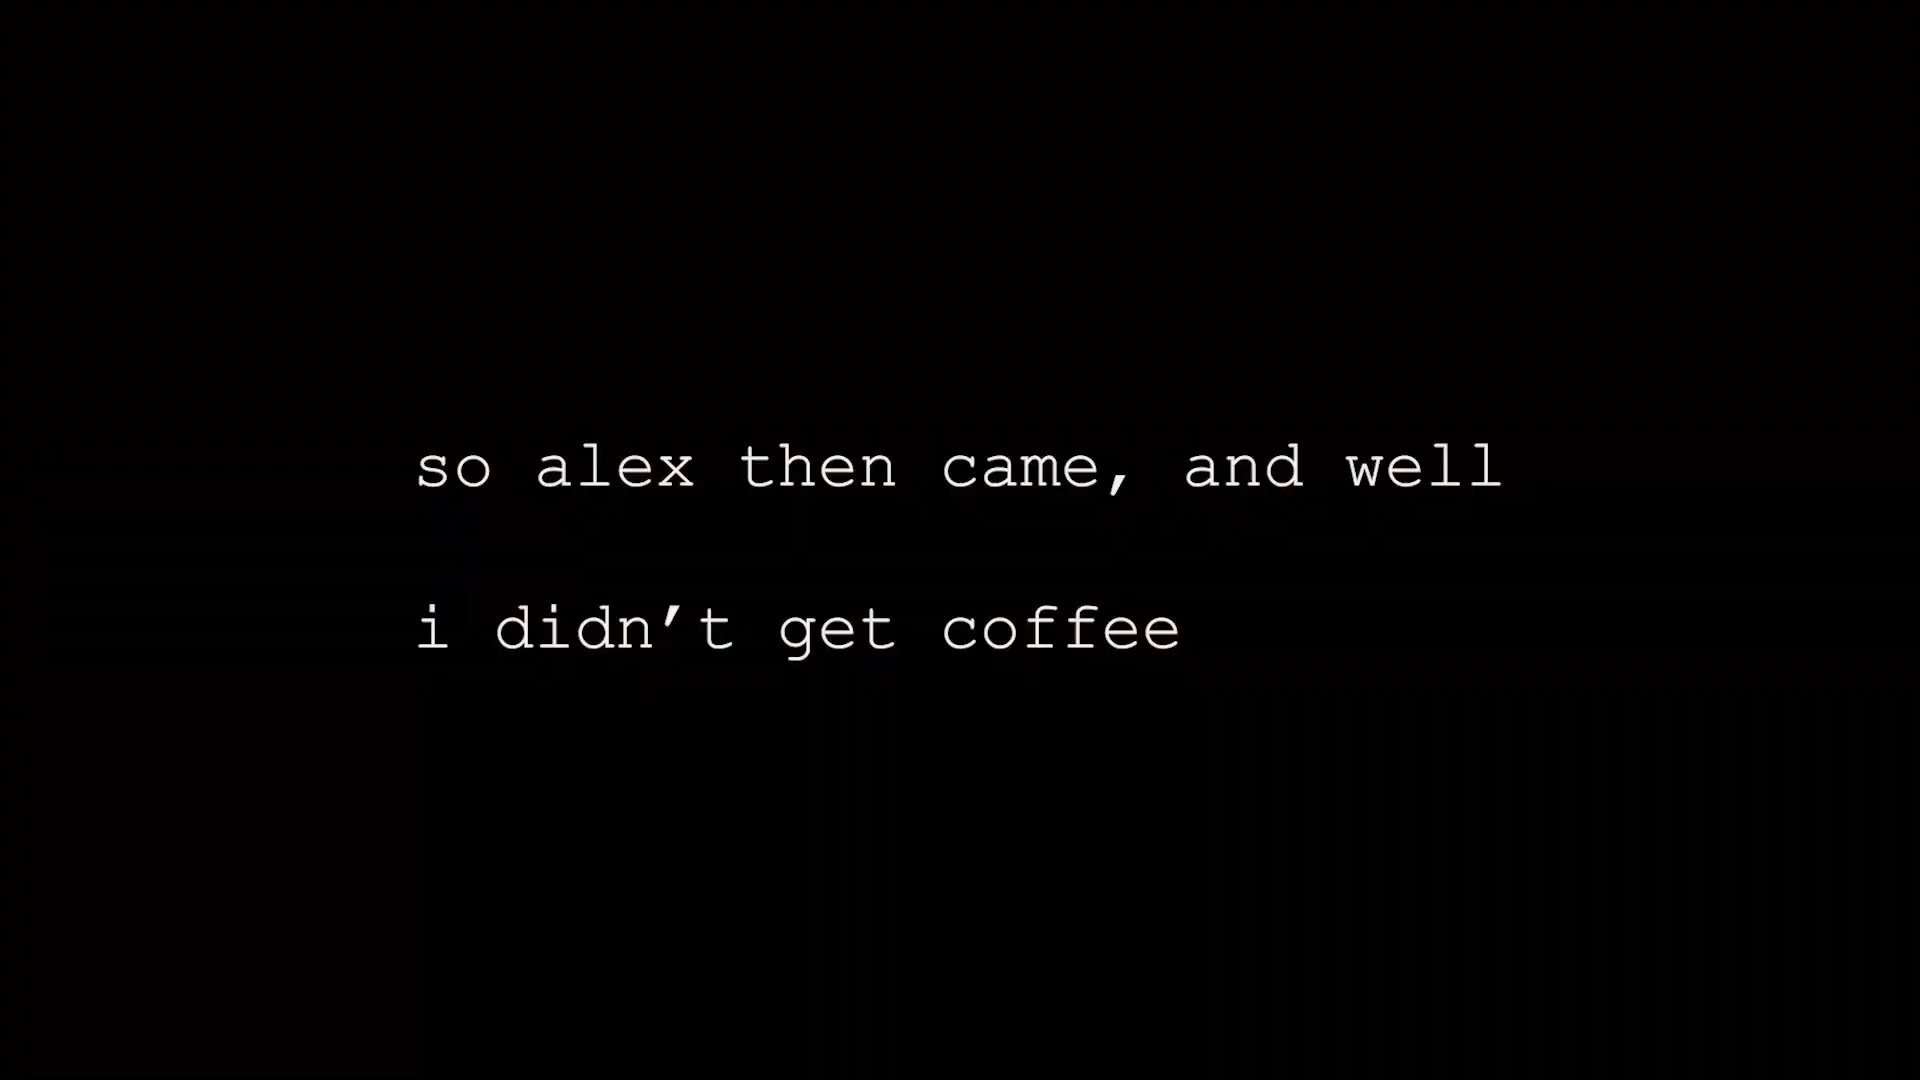 so alex then came, and well
i didn’t get coffee